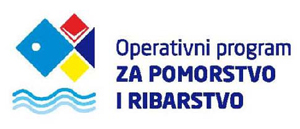 Operativni program
ZA POMORSTVO
I RIBARSTVO